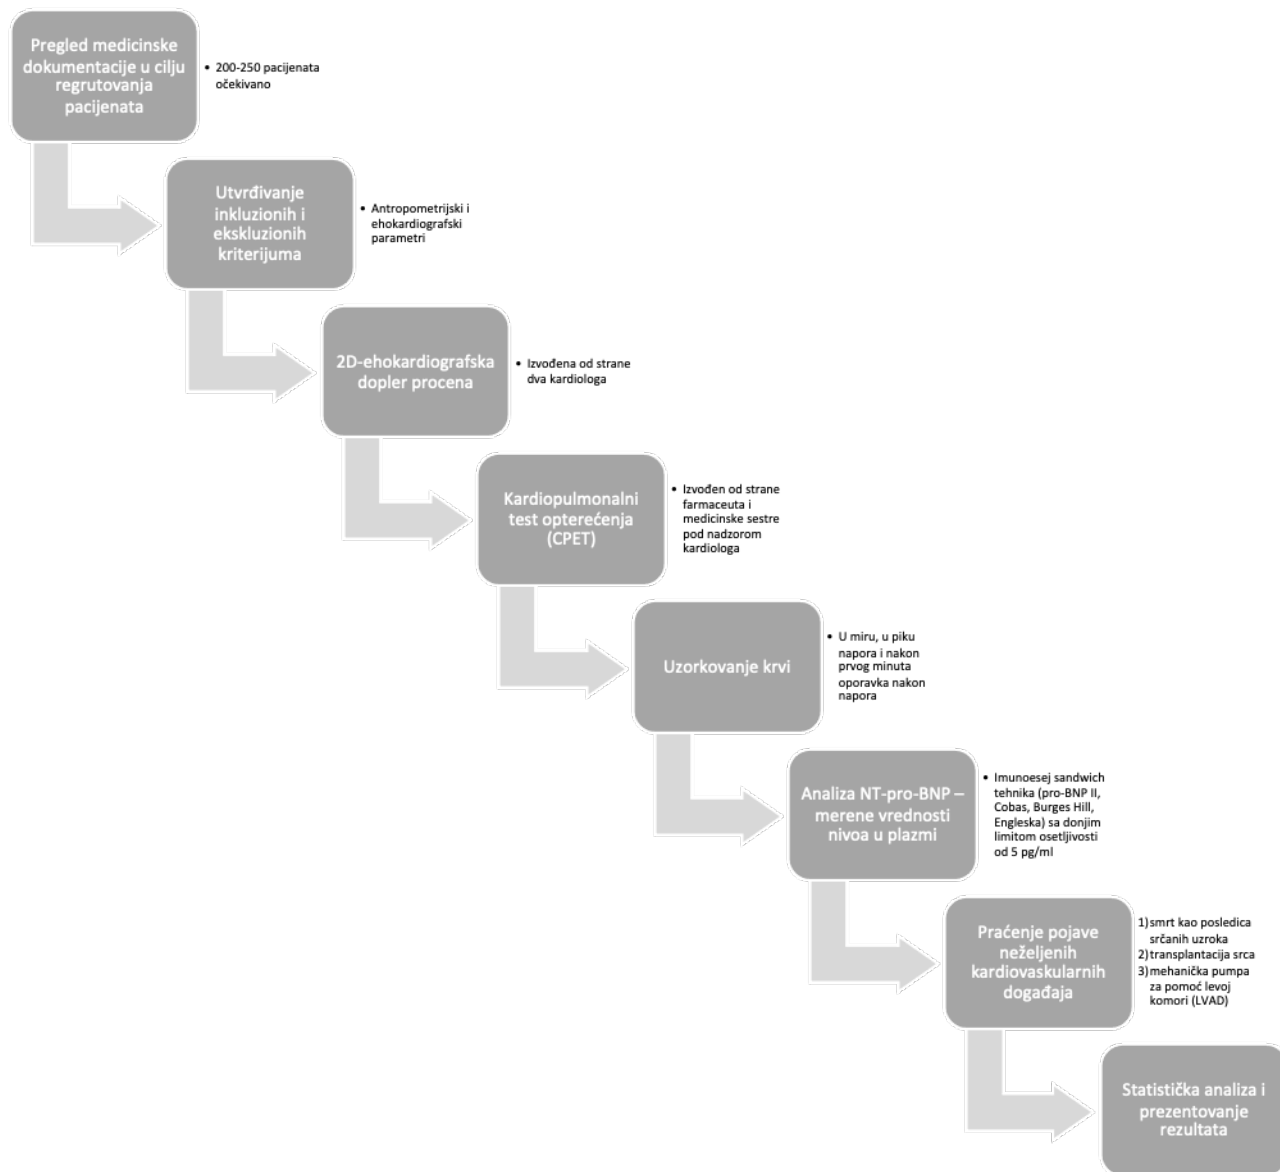 Pregled medicinske
dokumentacije u cilju
regrutovanja
pacijenata
• 200-250 pacijenata
očekivano
Utvrđivanje
inkluzionih i
ekskluzionih
kriterijuma
• Antropometrijski i
ehokardiografski
parametri
2D-ehokardiografska
dopler procena
• Izvođena od strane
dva kardiologa
Kardiopulmonalni
test opterećenja
(CPET)
• Izvođen od strane
farmaceuta i
medicinske sestre
pod nadzorom
kardiologa
Uzorkovanje krvi
• U miru, u piku
napora i nakon
prvog minuta
oporavka nakon
napora
Analiza NT-pro-BNP –
merene vrednosti
nivoa u plazmi
• Imunoesej sandwich
tehnika (pro-BNP II,
Cobas, Burges Hill,
Engleska) sa donjim
limitom osetljivosti
od 5 pg/ml
Praćenje pojave
neželjenih
kardiovaskularnih
događaja
1) smrt kao posledica
srčanih uzroka
2) transplantacija srca
3) mehanička pumpa
za pomoć levoj
komori (LVAD)
Statistička analiza i
prezentovanje
rezultata